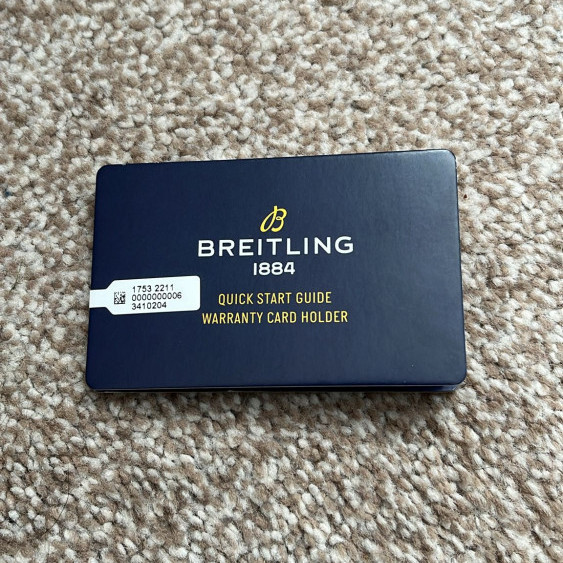 B
BREITLING
1884
1753 2211
0000000006
3410204
QUICK START GUIDE
WARRANTY CARD HOLDER